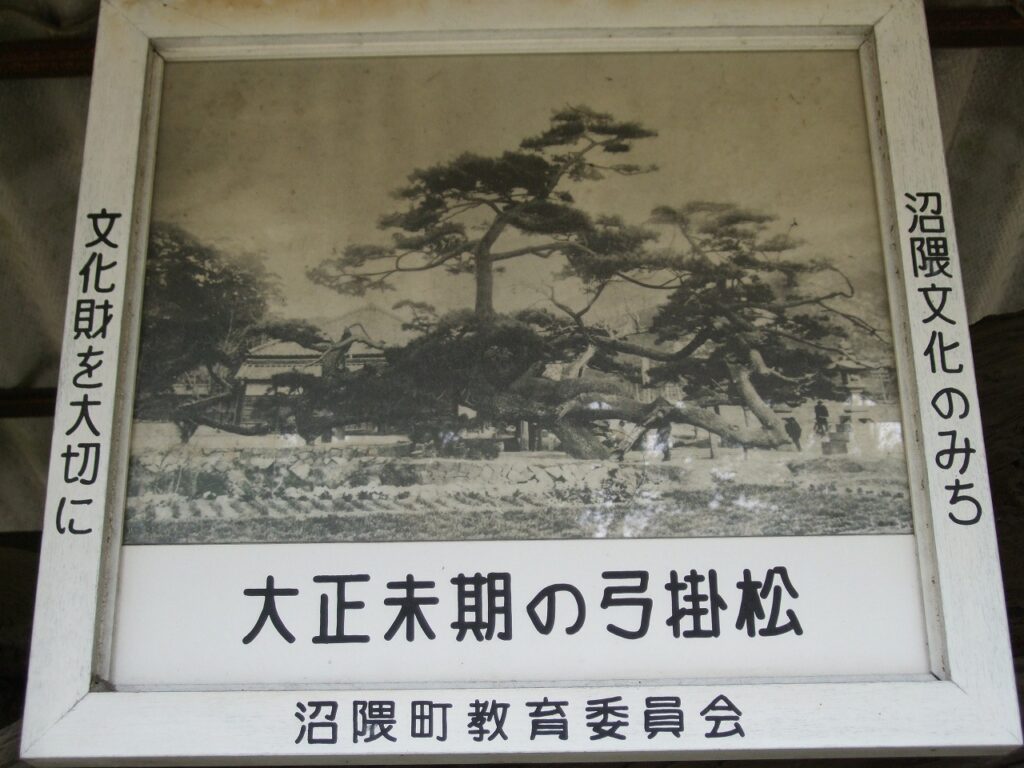 沼隈文化のみち
文化財を大切に
大正末期の弓掛松
沼隈町教育委員会